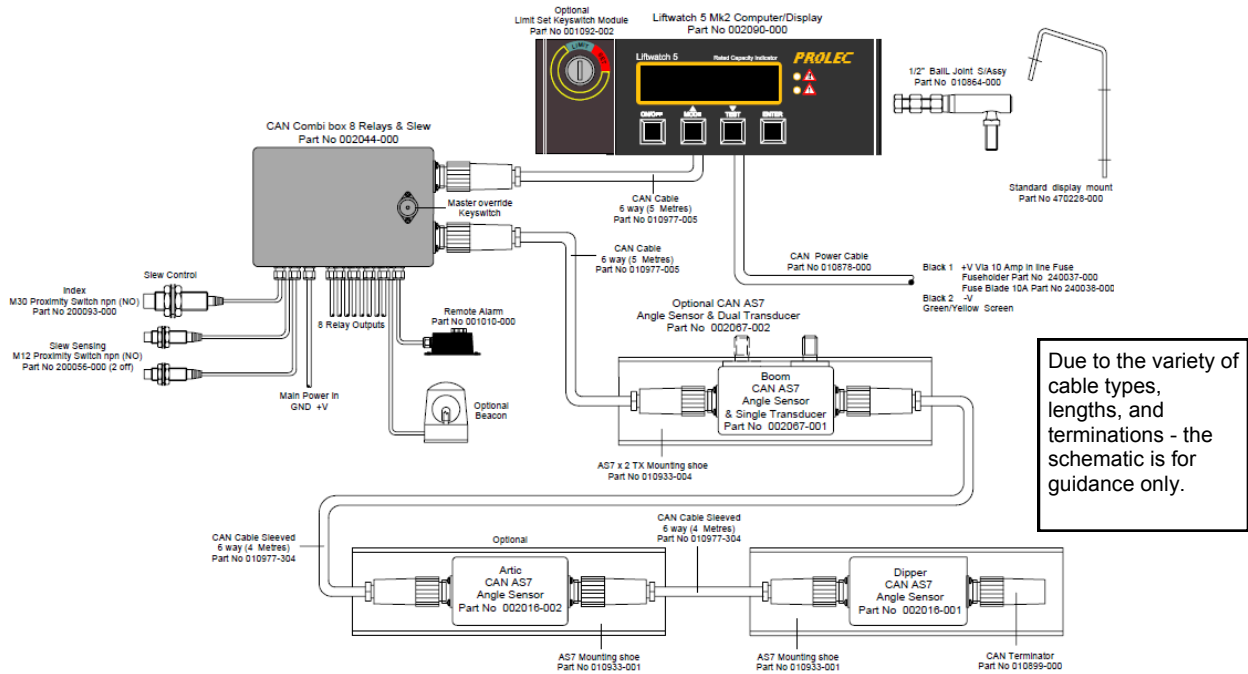 Optional
Limit Set Keyswitch Module
Part No 001092-002
Liftwatch 5 Mk2 Computer/Display
Part No 002090-000
LIMIT SET
Liftwatch 5
Rated Capacity Indicator
PROLEC
ON/OFF
MODE
TEST
ENTER
1/2" BallL Joint S/Assy
Part No 010864-000
Standard display mount
Part No 470228-000
CAN Combi box 8 Relays & Slew
Part No 002044-000
Master override
Keyswitch
CAN Cable
6 way (5 Metres)
Part No 010977-005
CAN Cable
6 way (5 Metres)
Part No 010977-005
CAN Power Cable
Part No 010878-000
Black 1 +V Via 10 Amp in line Fuse
Fuseholder Part No 240037-000
Fuse Blade 10A Part No 240038-000
Black 2 -V
Green/Yellow Screen
Slew Control
Index
M30 Proximity Switch npn (NO)
Part No 200093-000
Slew Sensing
M12 Proximity Switch npn (NO)
Part No 200056-000 (2 off)
8 Relay Outputs
Main Power In
GND +V
Remote Alarm
Part No 001010-000
Optional
Beacon
Optional CAN AS7
Angle Sensor & Dual Transducer
Part No 002067-002
Boom
CAN AS7
Angle Sensor
& Single Transducer
Part No 002067-001
AS7 x 2 TX Mounting shoe
Part No 010933-004
Due to the variety of
cable types,
lengths, and
terminations - the
schematic is for
guidance only.
CAN Cable Sleeved
6 way (4 Metres)
Part No 010977-304
Optional
Artic
CAN AS7
Angle Sensor
Part No 002016-002
AS7 Mounting shoe
Part No 010933-001
CAN Cable Sleeved
6 way (4 Metres)
Part No 010977-304
Dipper
CAN AS7
Angle Sensor
Part No 002016-001
AS7 Mounting shoe
Part No 010933-001
CAN Terminator
Part No 010899-000